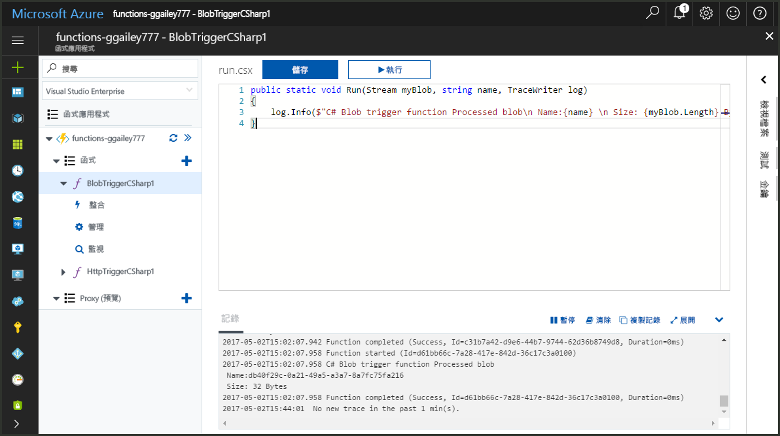 Microsoft Azure functions-ggailey777 - BlobTriggerCSharp1
1
functions-ggailey777 - BlobTriggerCSharp1
函式應用程式
搜尋
Visual Studio Enterprise
函式應用程式
functions-ggailey777
函式
BlobTriggerCSharp1
整合
管理
監視
HttpTriggerCSharp1
Proxy (預覽)
run.csx
儲存
執行
1 public static void Run(Stream myBlob, string name, TraceWriter log)
2 {
3 log.Info($"C# Blob trigger function Processed blob\n Name:{name} \n Size: {myBlob.Length} B
4 }
記錄
暫停
清除
複製記錄
展開
2017-05-02T15:02:07.942 Function completed (Success, Id=c31b7a42-d9e6-44b7-9744-62d36b8749d8, Duration=0ms)
2017-05-02T15:02:07.958 Function started (Id=d61bb66c-7a28-417e-842d-36c17c3a0100)
2017-05-02T15:02:07.958 C# Blob trigger function Processed blob
Name:db40f29c-0a21-49a5-a3a7-8a7fc75fa216
Size: 32 Bytes
2017-05-02T15:02:07.958 Function completed (Success, Id=d61bb66c-7a28-417e-842d-36c17c3a0100, Duration=0ms)
2017-05-02T15:44:01 No new trace in the past 1 min(s).
檢視檔案
測試